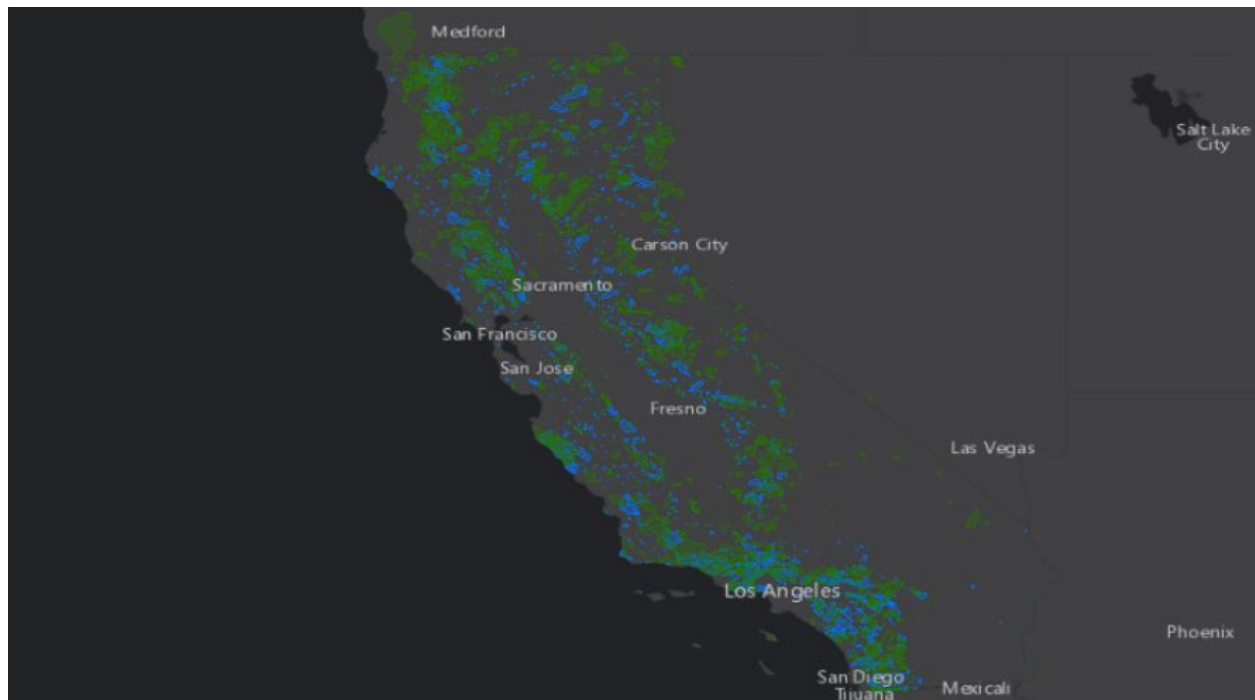 Medford
Salt Lake
City
Carson City
Sacramento
San Francisco
San Jose
Fresno
Las Vegas
Los Angeles
Phoenix
San Diego
Tijuana
Mexicali